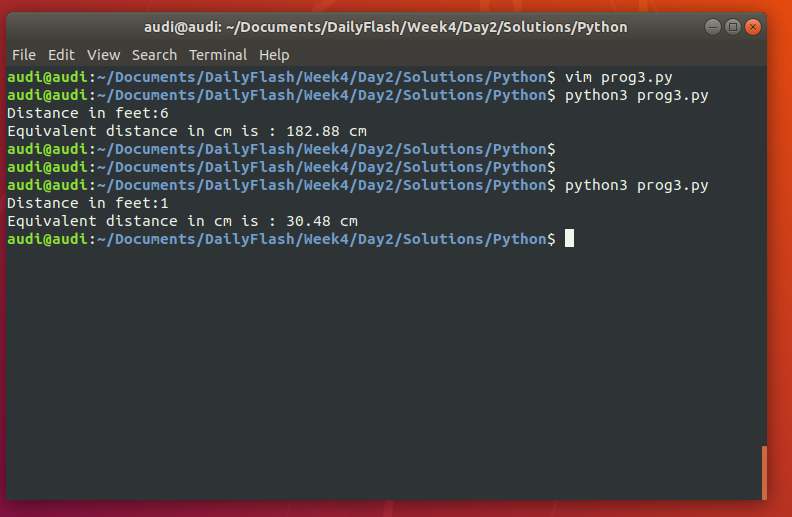 audi@audi: ~/Documents/DailyFlash/Week4/Day2/Solutions/Python
File Edit View Search Terminal Help
audi@audi:~/Documents/DailyFlash/Week4/Day2/Solutions/Python$ vim prog3.py
audi@audi:~/Documents/DailyFlash/Week4/Day2/Solutions/Python$ python3 prog3.py
Distance in feet:6
Equivalent distance in cm is : 182.88 cm
audi@audi:~/Documents/DailyFlash/Week4/Day2/Solutions/Python$
audi@audi:~/Documents/DailyFlash/Week4/Day2/Solutions/Python$
audi@audi:~/Documents/DailyFlash/Week4/Day2/Solutions/Python$ python3 prog3.py
Distance in feet:1
Equivalent distance in cm is : 30.48 cm
audi@audi:~/Documents/DailyFlash/Week4/Day2/Solutions/Python$